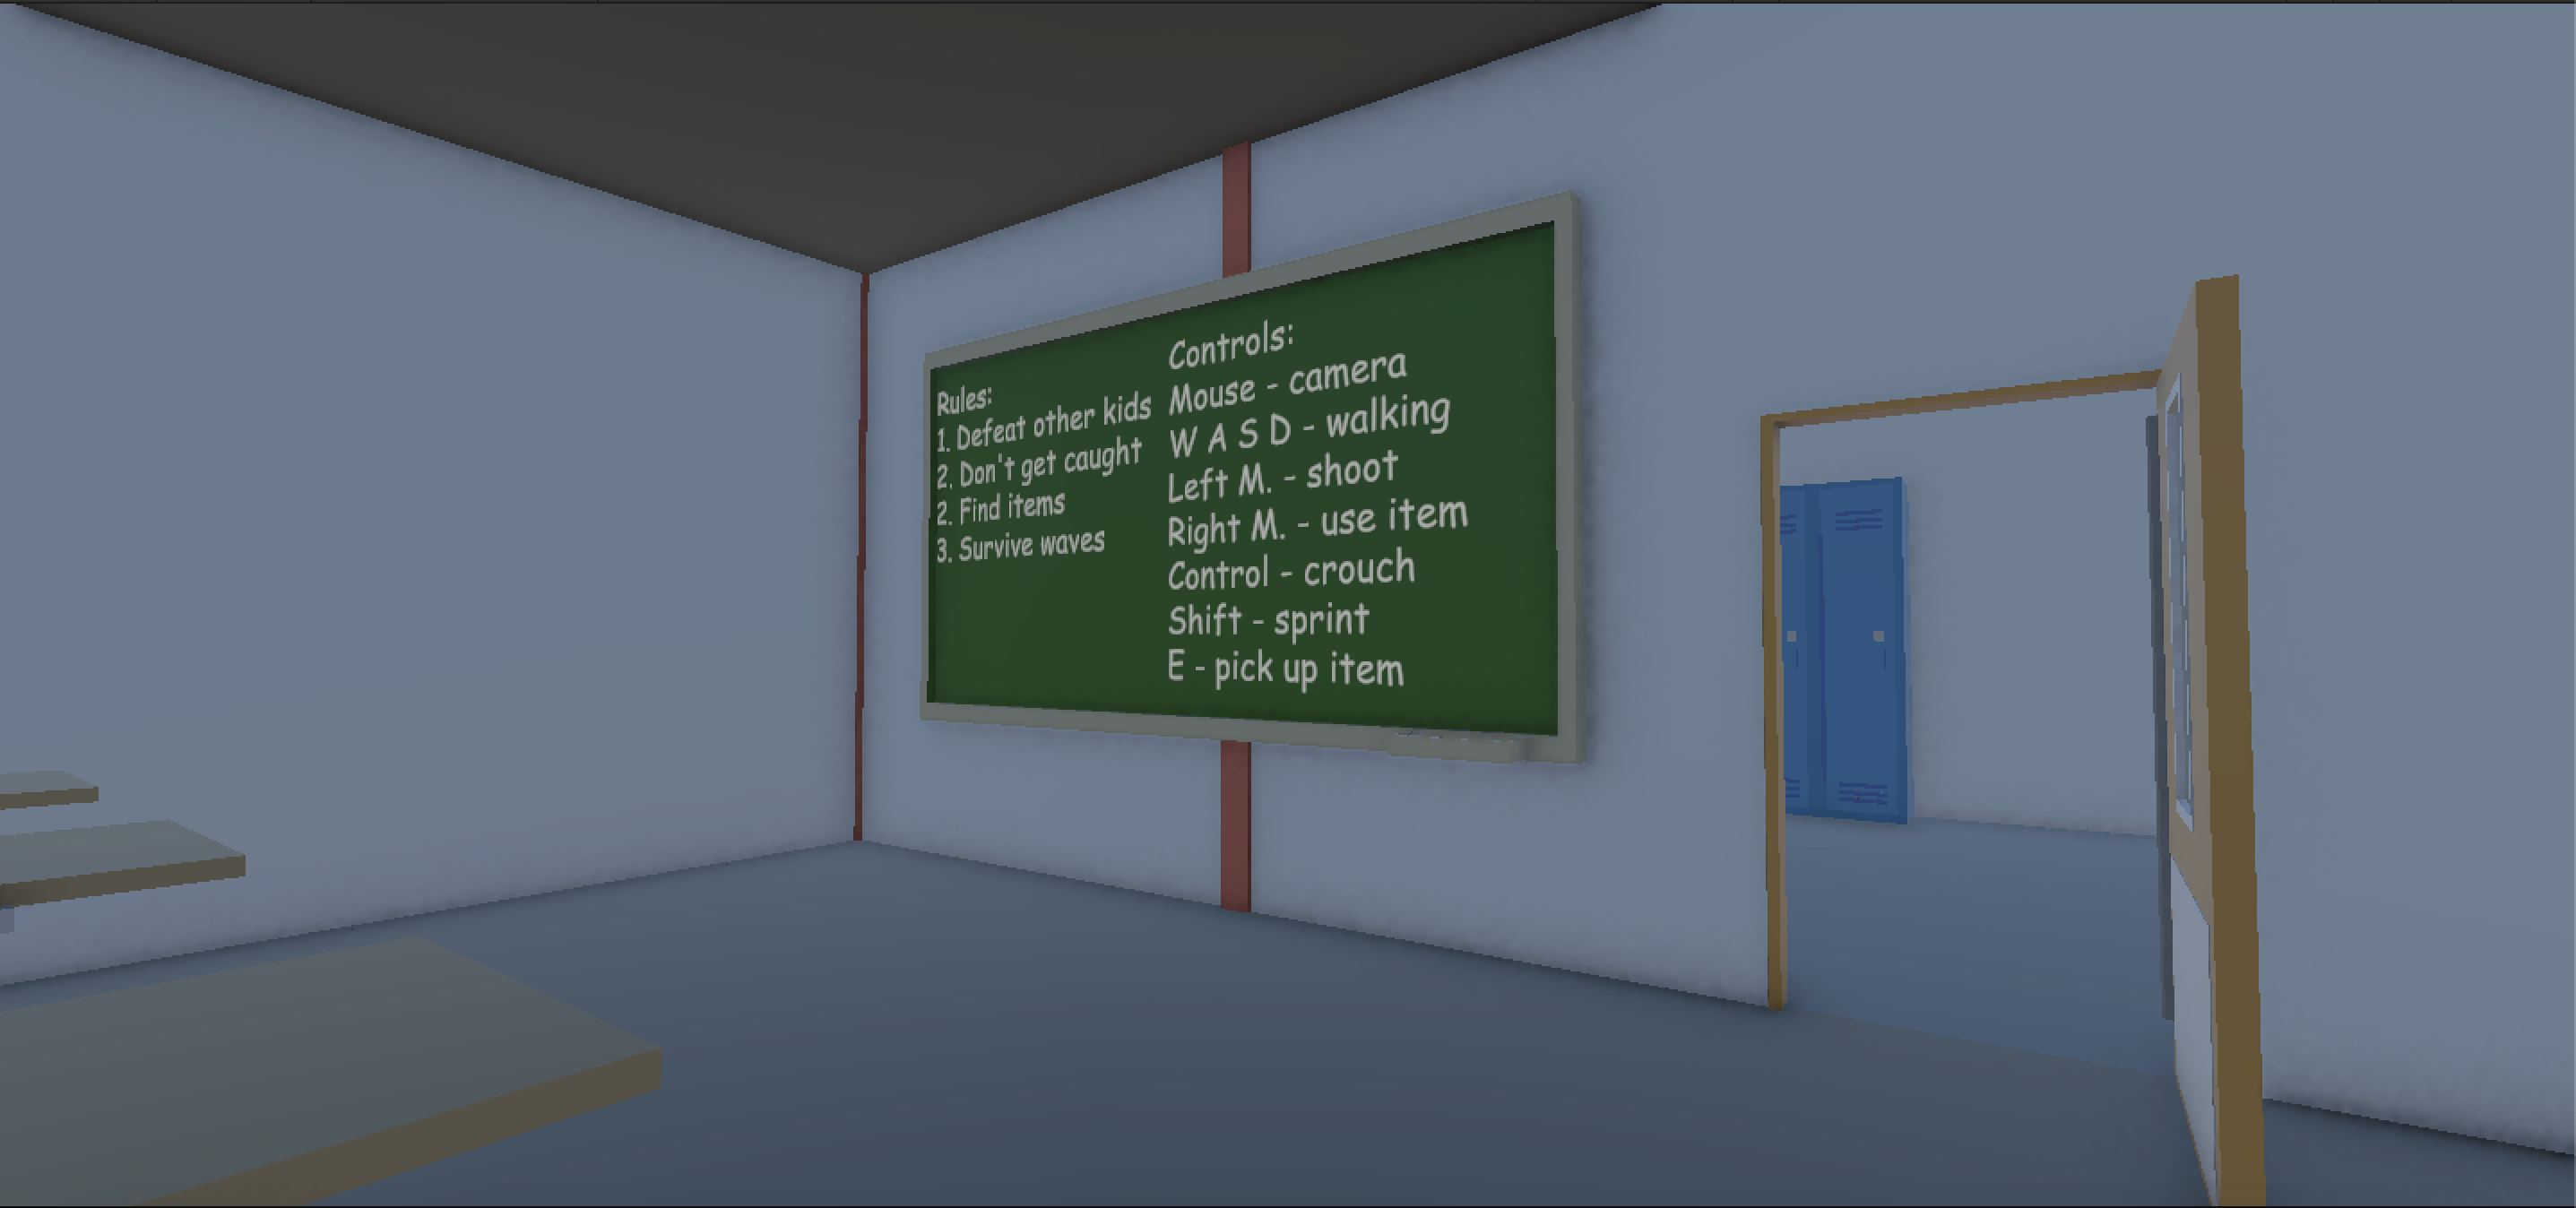 Rules:
1. Defeat other kids
2. Don't get caught
2. Find items
3. Survive waves
Controls:
Mouse - camera
W A S D - walking
Left M. - shoot
Right M. - use item
Control - crouch
Shift - sprint
E - pick up item